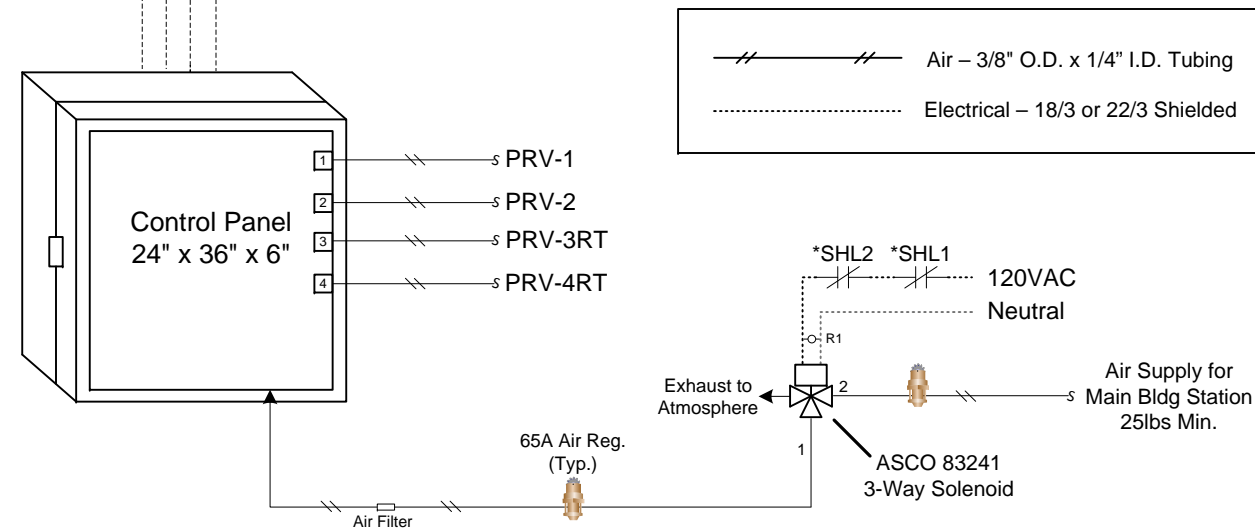 Air – 3/8" O.D. x 1/4” I.D. Tubing
Electrical – 18/3 or 22/3 Shielded
Control Panel
24" x 36" x 6"
1
2
3
4
s PRV-1
s PRV-2
s PRV-3RT
s PRV-4RT
*SHL2
*SHL1
120VAC
Neutral
R1
Exhaust to
Atmosphere
2
1
s
Air Supply for
Main Bldg Station
25lbs Min.
ASCO 83241
3-Way Solenoid
65A Air Reg.
(Typ.)
Air Filter